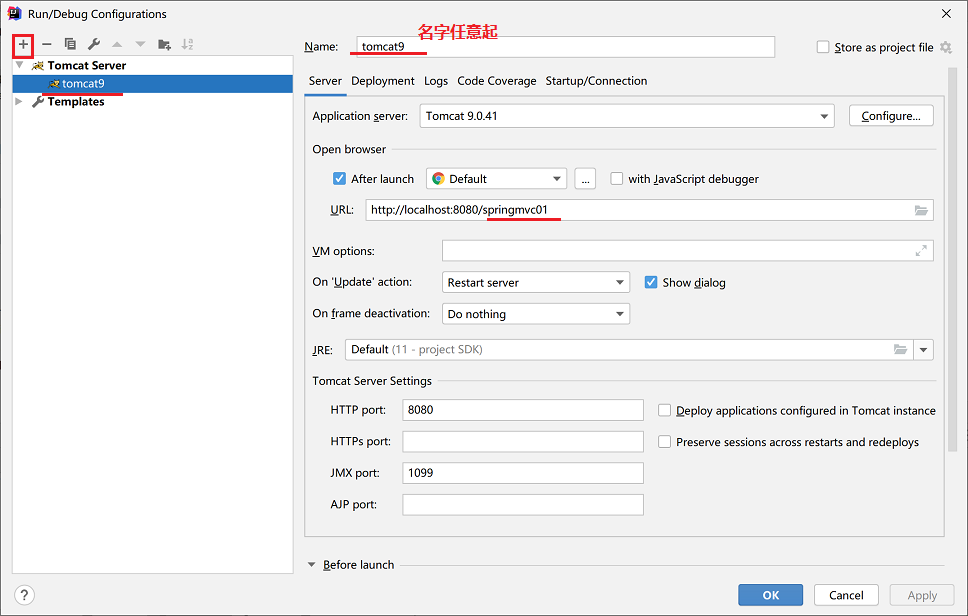 Run/Debug Configurations
名字任意起
Name: tomcat9
Store as project file
Tomcat Server
tomcat9
Templates
Server Deployment Logs Code Coverage Startup/Connection
Application server: Tomcat 9.0.41 Configure...
Open browser
After launch Default ... with JavaScript debugger
URL: http://localhost:8080/springmvc01
VM options:
On 'Update' action: Restart server Show dialog
On frame deactivation: Do nothing
JRE: Default (11 - project SDK)
Tomcat Server Settings
HTTP port: 8080 Deploy applications configured in Tomcat instance
HTTPs port: Preserve sessions across restarts and redeploys
JMX port: 1099
AJP port:
Before launch
? OK Cancel Apply